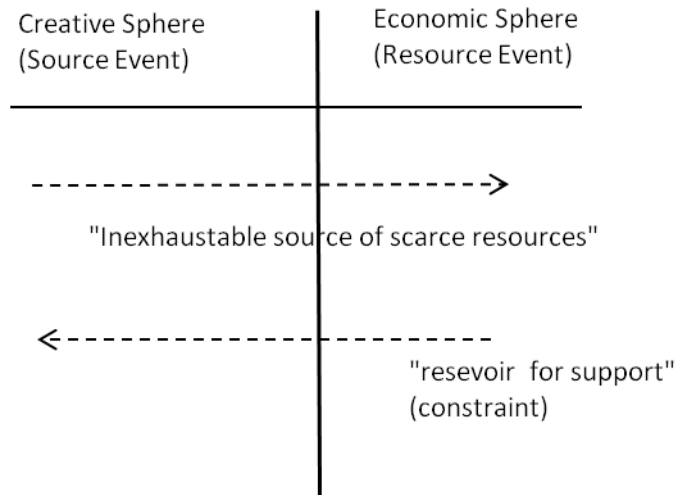 Creative Sphere
(Source Event)
Economic Sphere
(Resource Event)
"Inexhaustable source of scarce resources"
"resevoir for support"
(constraint)